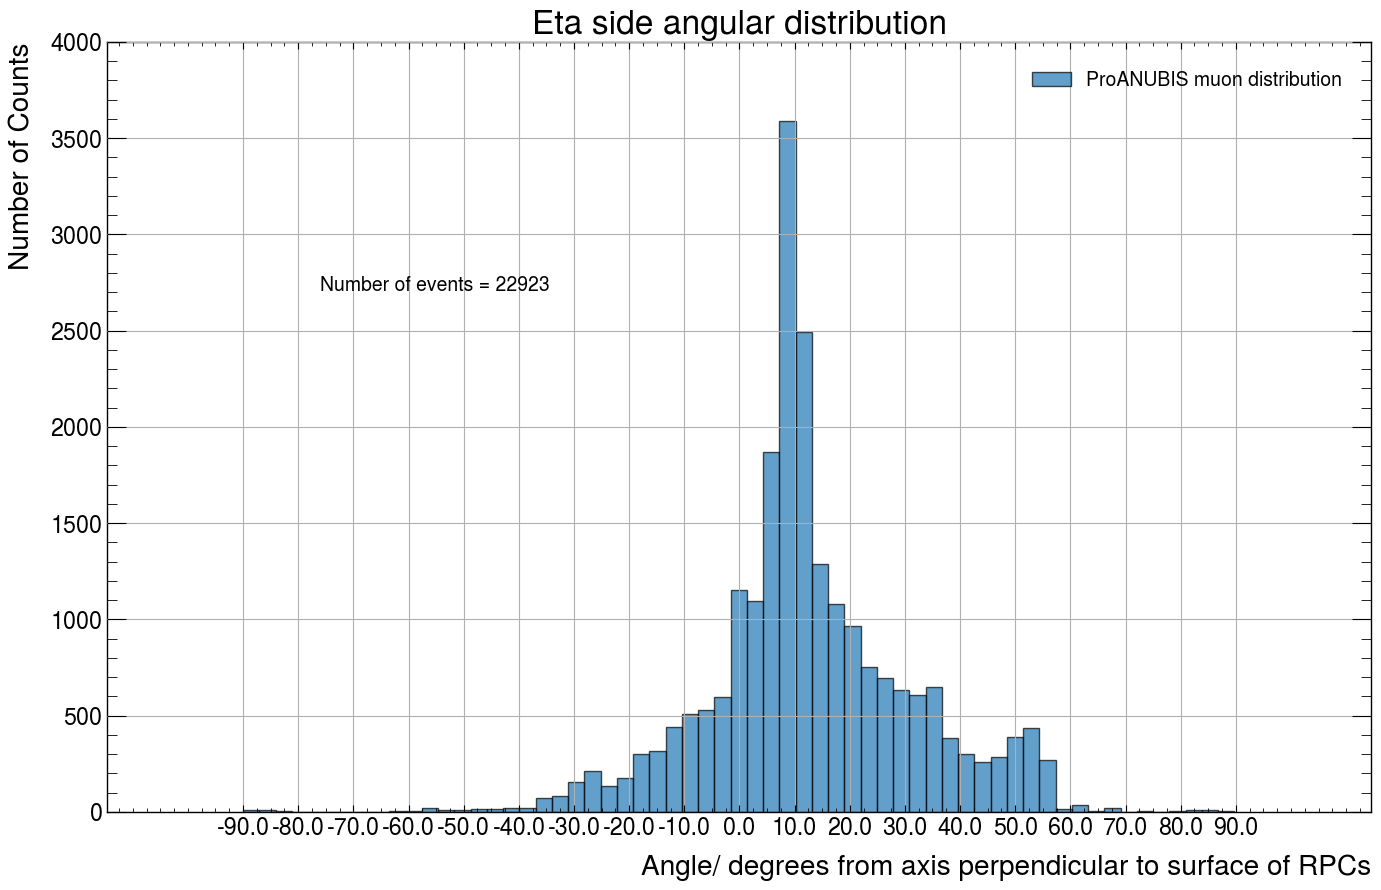 Eta side angular distribution
Number of Counts
4000
3500
3000
2500
2000
1500
1000
500
0
ProANUBIS muon distribution
Number of events = 22923
-90.0 -80.0 -70.0 -60.0 -50.0 -40.0 -30.0 -20.0 -10.0 0.0 10.0 20.0 30.0 40.0 50.0 60.0 70.0 80.0 90.0
Angle/ degrees from axis perpendicular to surface of RPCs